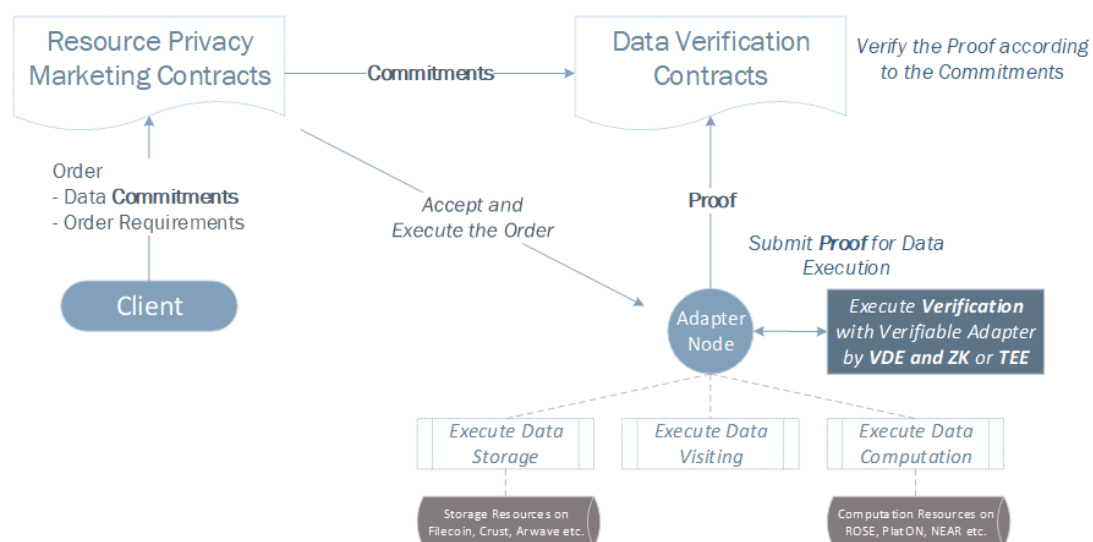 Resource Privacy
Marketing Contracts
Commitments
Data Verification
Contracts
Verify the Proof according
to the Commitments
Order
- Data Commitments
- Order Requirements
Client
Accept and
Execute the Order
Proof
Submit Proof for Data
Execution
Adapter
Node
Execute Verification
with Verifiable Adapter
by VDE and ZK or TEE
Execute Data
Storage
Execute Data
Visiting
Execute Data
Computation
Storage Resources on
Filecoin, Crust, Arwave etc.
Computation Resources on
ROSE, PlatON, NEAR etc.